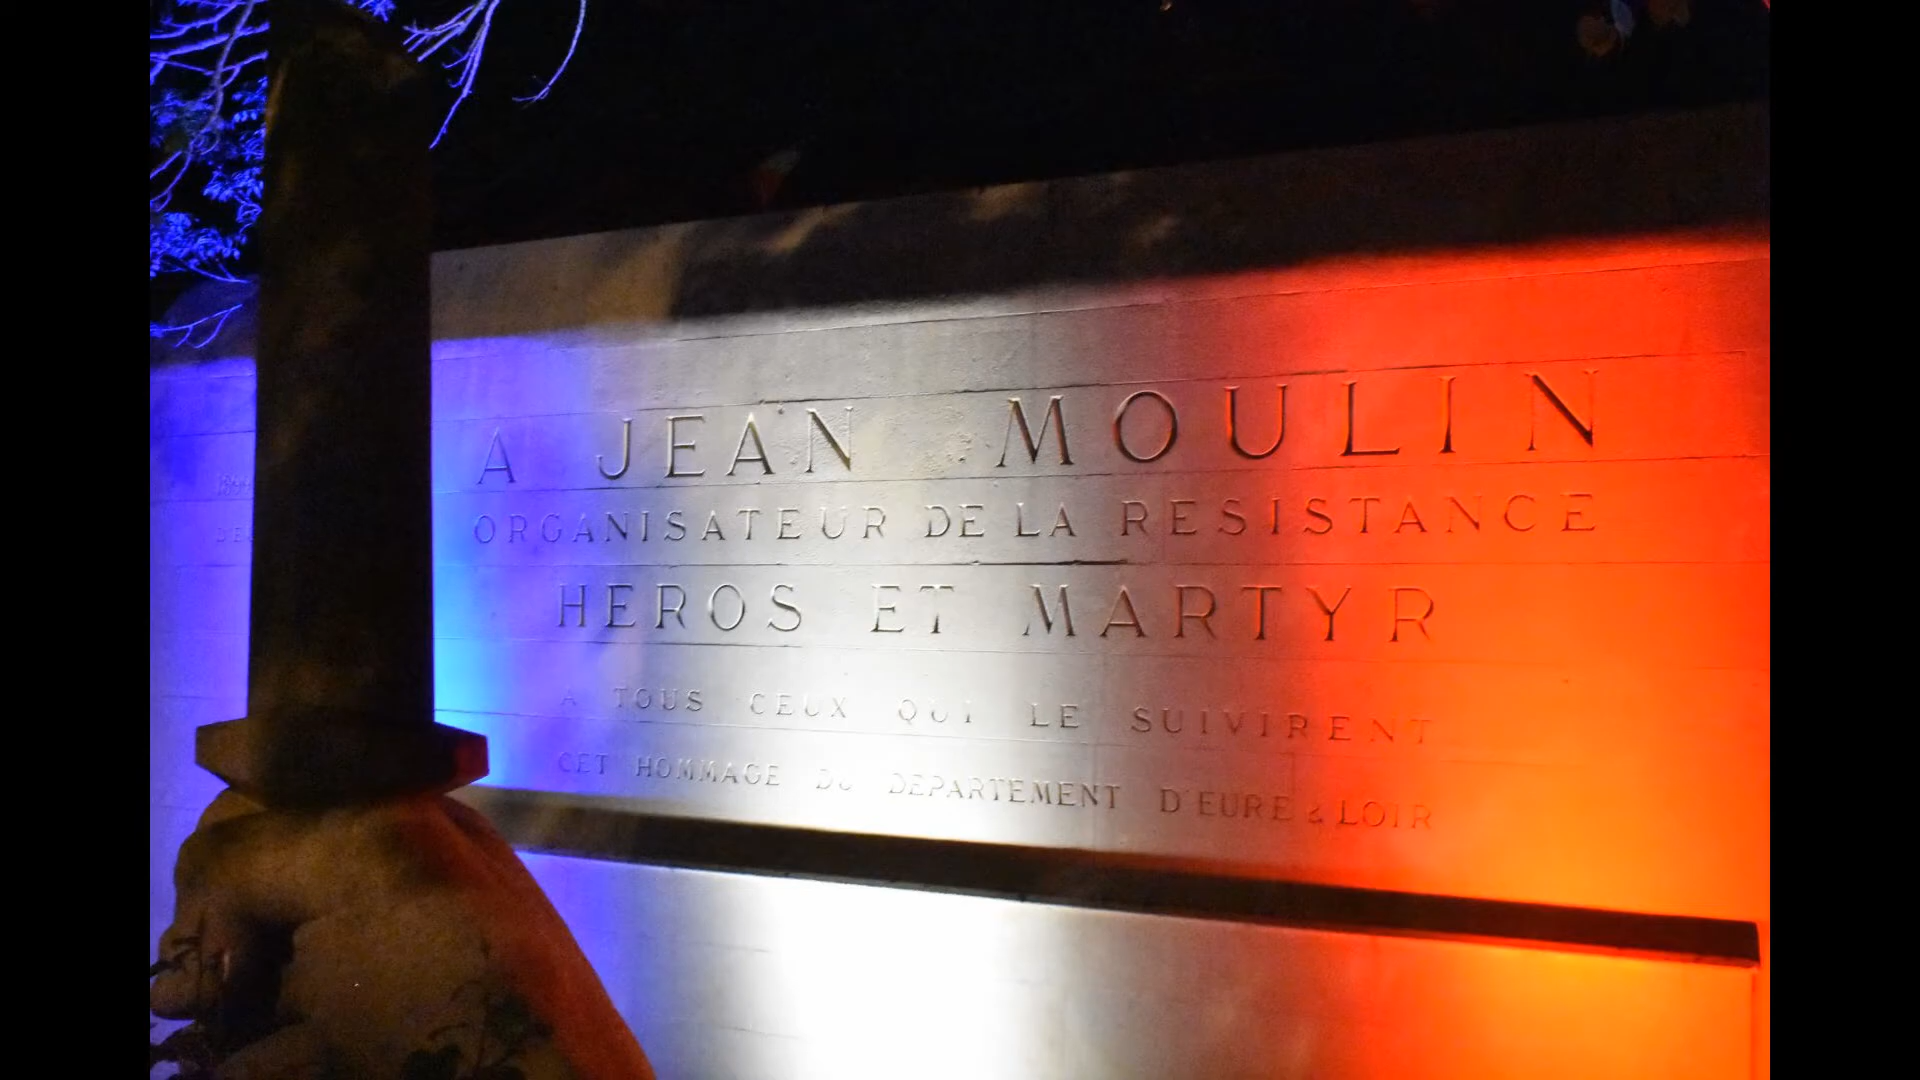 A JEAN MOULIN
ORGANISATEUR DE LA RESISTANCE
HEROS ET MARTYR
A TOUS CEUX QUI LE SUIVIRENT
CET HOMMAGE DU DEPARTEMENT D'EURE & LOIR